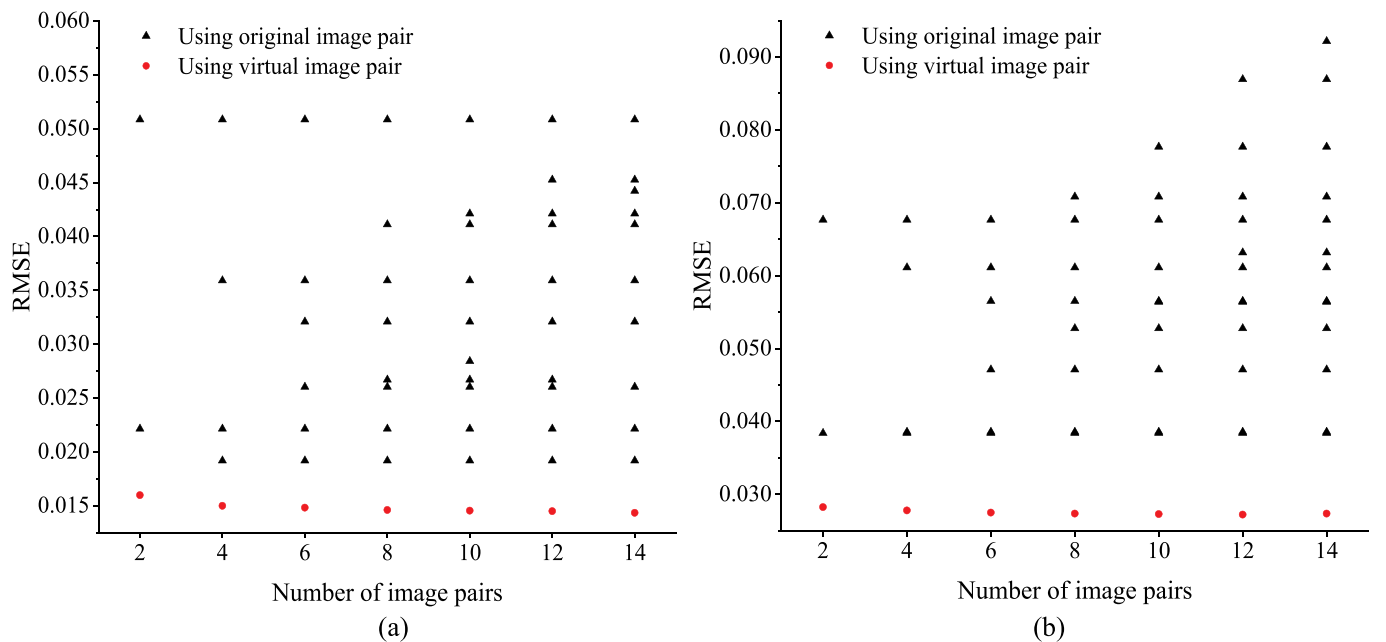 0.060
0.055
0.050
0.045
0.040
0.035
0.030
0.025
0.020
0.015
RMSE
Using original image pair
Using virtual image pair
2 4 6 8 10 12 14
Number of image pairs
(a)
0.090
0.080
0.070
0.060
0.050
0.040
0.030
RMSE
Using original image pair
Using virtual image pair
2 4 6 8 10 12 14
Number of image pairs
(b)